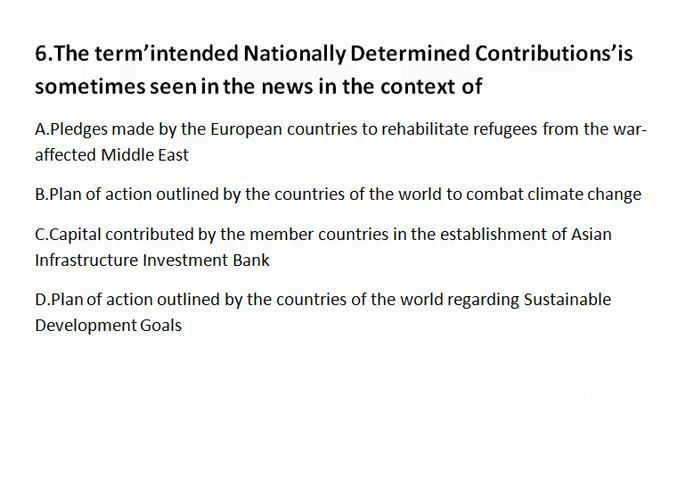 6.The term’intended Nationally Determined Contributions’is
sometimes seen in the news in the context of
A.Pledges made by the European countries to rehabilitate refugees from the war-
affected Middle East
B.Plan of action outlined by the countries of the world to combat climate change
C.Capital contributed by the member countries in the establishment of Asian
Infrastructure Investment Bank
D.Plan of action outlined by the countries of the world regarding Sustainable
Development Goals